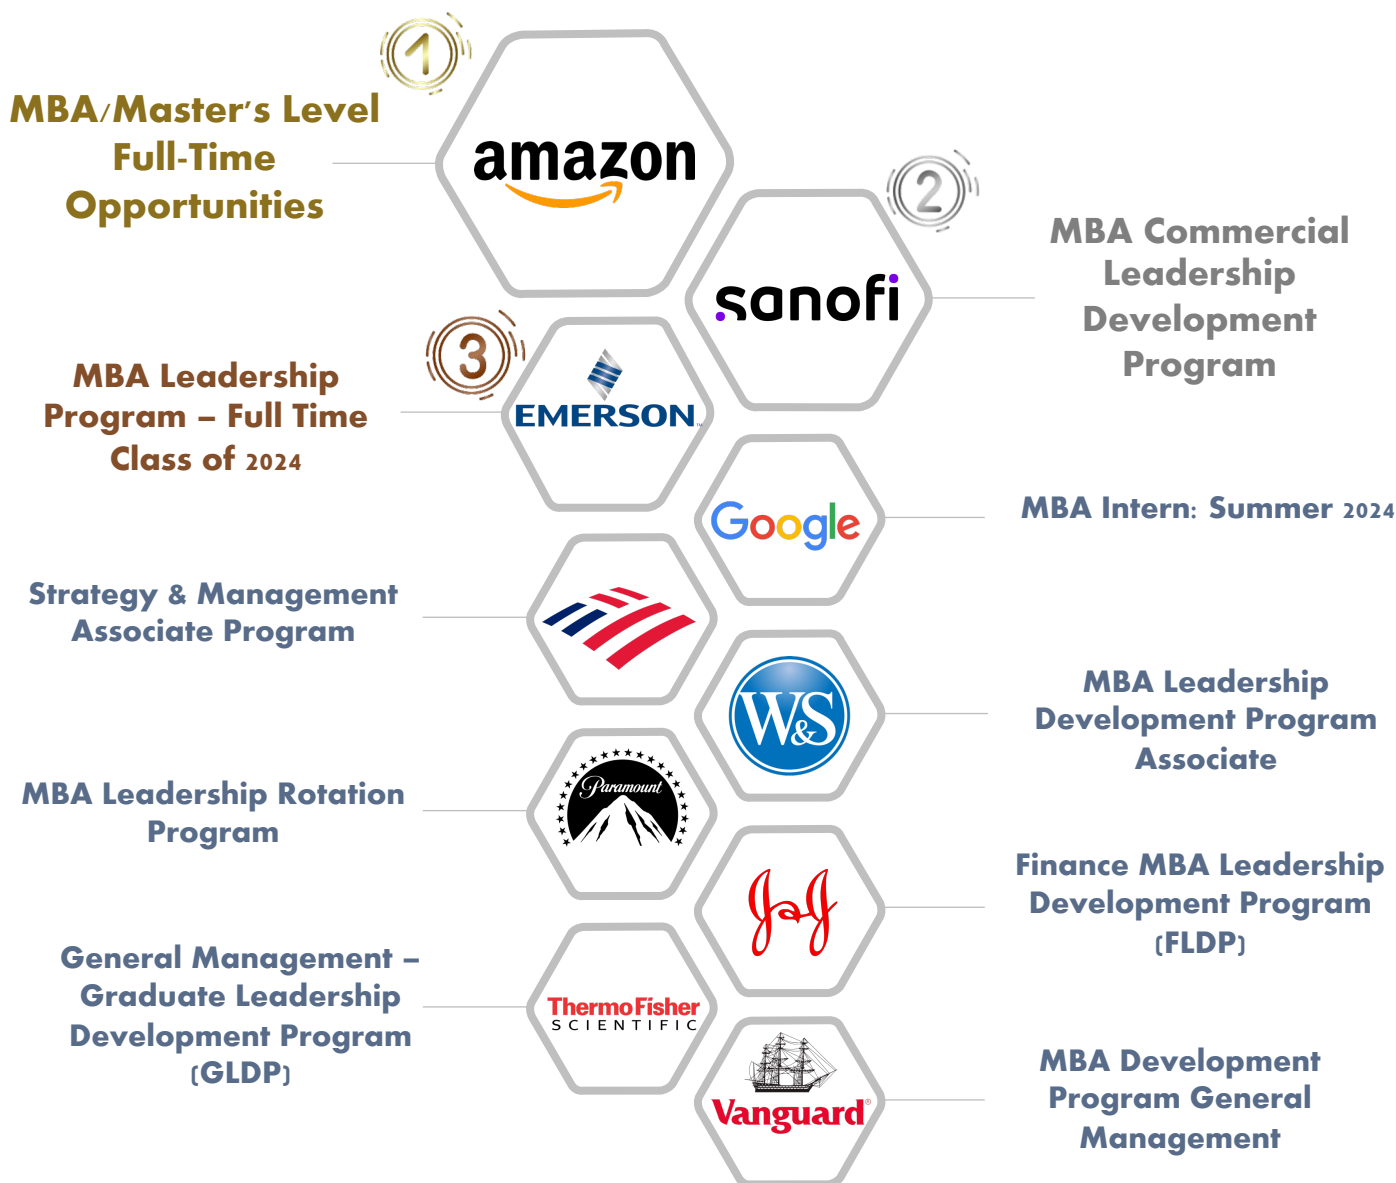 1
MBA/Master's Level
Full-Time
Opportunities
amazon
2
MBA Commercial
Leadership
Development
Program
sanofi
3
MBA Leadership
Program – Full Time
Class of 2024
EMERSON™
Google
MBA Intern: Summer 2024
Strategy & Management
Associate Program
W&S
MBA Leadership
Development Program
Associate
MBA Leadership Rotation
Program
Paramount
J&J
Finance MBA Leadership
Development Program
(FLDP)
General Management –
Graduate Leadership
Development Program
(GLDP)
ThermoFisher
SCIENTIFIC
Vanguard®
MBA Development
Program General
Management